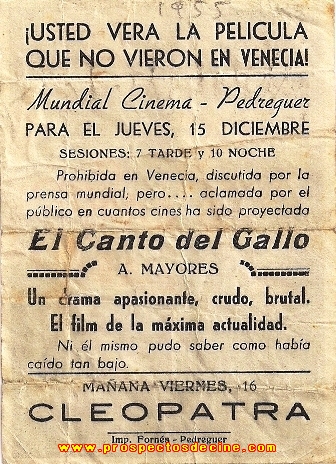 1955
¡USTED VERA LA PELICULA
QUE NO VIERON EN VENECIA!
Mundial Cinema - Pedreguer
PARA EL JUEVES, 15 DICIEMBRE
SESIONES: 7 TARDE y 10 NOCHE
Prohibida en Venecia, discutida por la
prensa mundial; pero.... aclamada por el
público en cuantos cines ha sido proyectada
El Canto del Gallo
A. MAYORES
Un drama apasionante, crudo, brutal.
El film de la máxima actualidad.
Ni él mismo pudo saber como había
caído tan bajo.
MAÑANA VIERNES, 16
CLEOPATRA
Imp. Fornés - Pedreguer
www.prospectosdecine.com